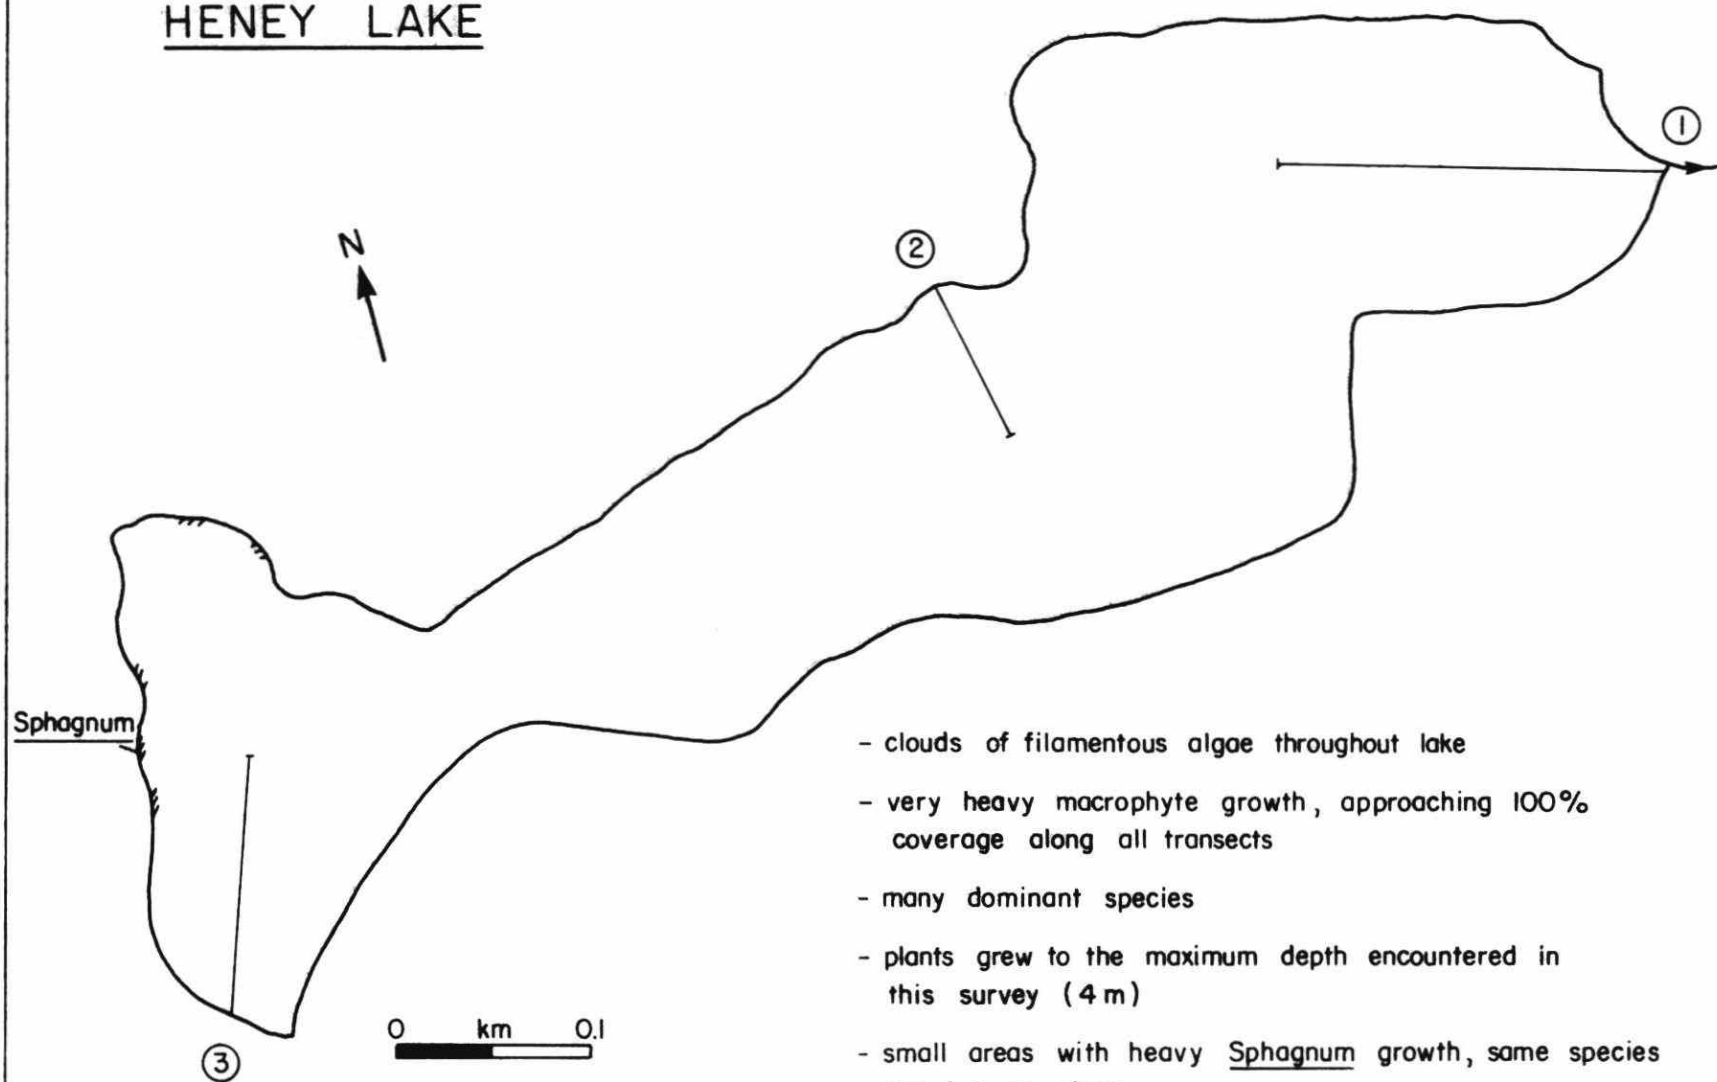 HENEY LAKE
①
②
N
Sphagnum
- clouds of filamentous algae throughout lake
- very heavy macrophyte growth, approaching 100%
coverage along all transects
- many dominant species
- plants grew to the maximum depth encountered in
this survey (4 m)
- small areas with heavy Sphagnum growth, same species
0 km 0.1
③